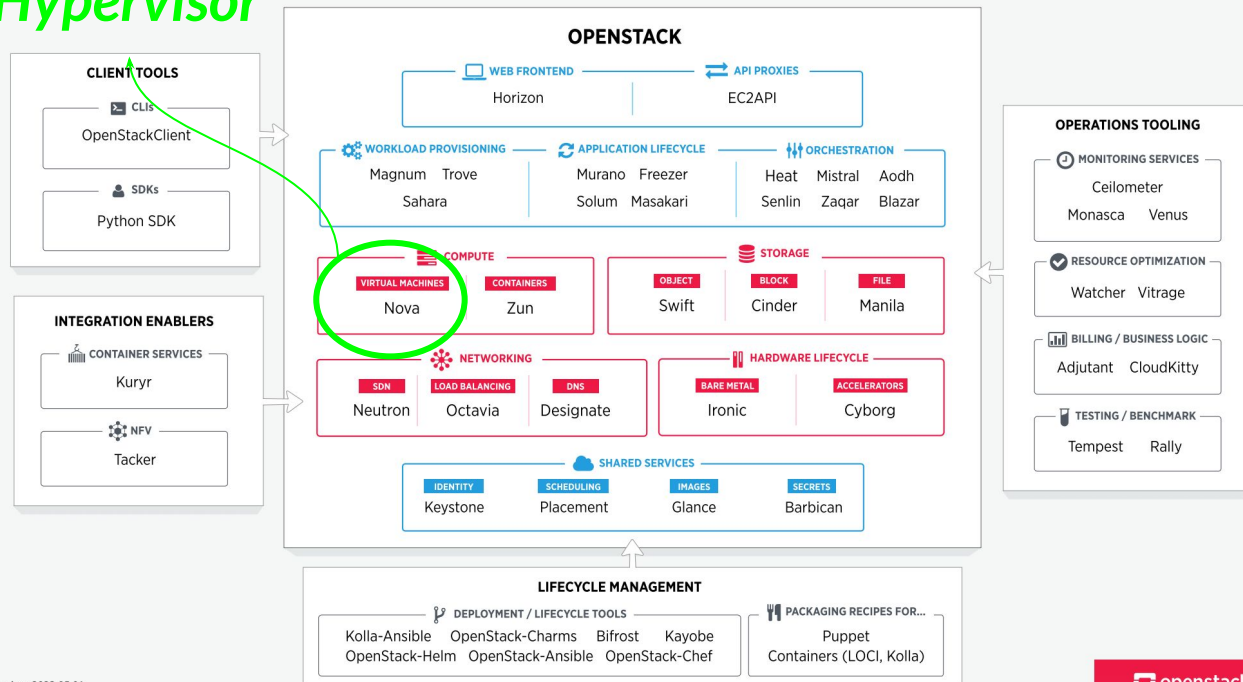 Hypervisor
OPENSTACK
WEB FRONTEND
Horizon
API PROXIES
EC2API
WORKLOAD PROVISIONING
Magnum Trove
Sahara
APPLICATION LIFECYCLE
Murano Freezer
Solum Masakari
ORCHESTRATION
Heat Mistral Aodh
Senlin Zaqar Blazar
COMPUTE
VIRTUAL MACHINES
Nova
CONTAINERS
Zun
STORAGE
OBJECT
Swift
BLOCK
Cinder
FILE
Manila
NETWORKING
SDN
Neutron
LOAD BALANCING
Octavia
DNS
Designate
HARDWARE LIFECYCLE
BARE METAL
Ironic
ACCELERATORS
Cyborg
SHARED SERVICES
IDENTITY
Keystone
SCHEDULING
Placement
IMAGES
Glance
SECRETS
Barbican
CLIENT TOOLS
CLIs
OpenStackClient
SDKs
Python SDK
INTEGRATION ENABLERS
CONTAINER SERVICES
Kuryr
NFV
Tacker
OPERATIONS TOOLING
MONITORING SERVICES
Ceilometer
Monasca Venus
RESOURCE OPTIMIZATION
Watcher Vitrage
BILLING / BUSINESS LOGIC
Adjutant CloudKitty
TESTING / BENCHMARK
Tempest Rally
LIFECYCLE MANAGEMENT
DEPLOYMENT / LIFECYCLE TOOLS
Kolla-Ansible OpenStack-Charms Bifrost Kayobe
OpenStack-Helm OpenStack-Ansible OpenStack-Chef
PACKAGING RECIPES FOR...
Puppet
Containers (LOCI, Kolla)